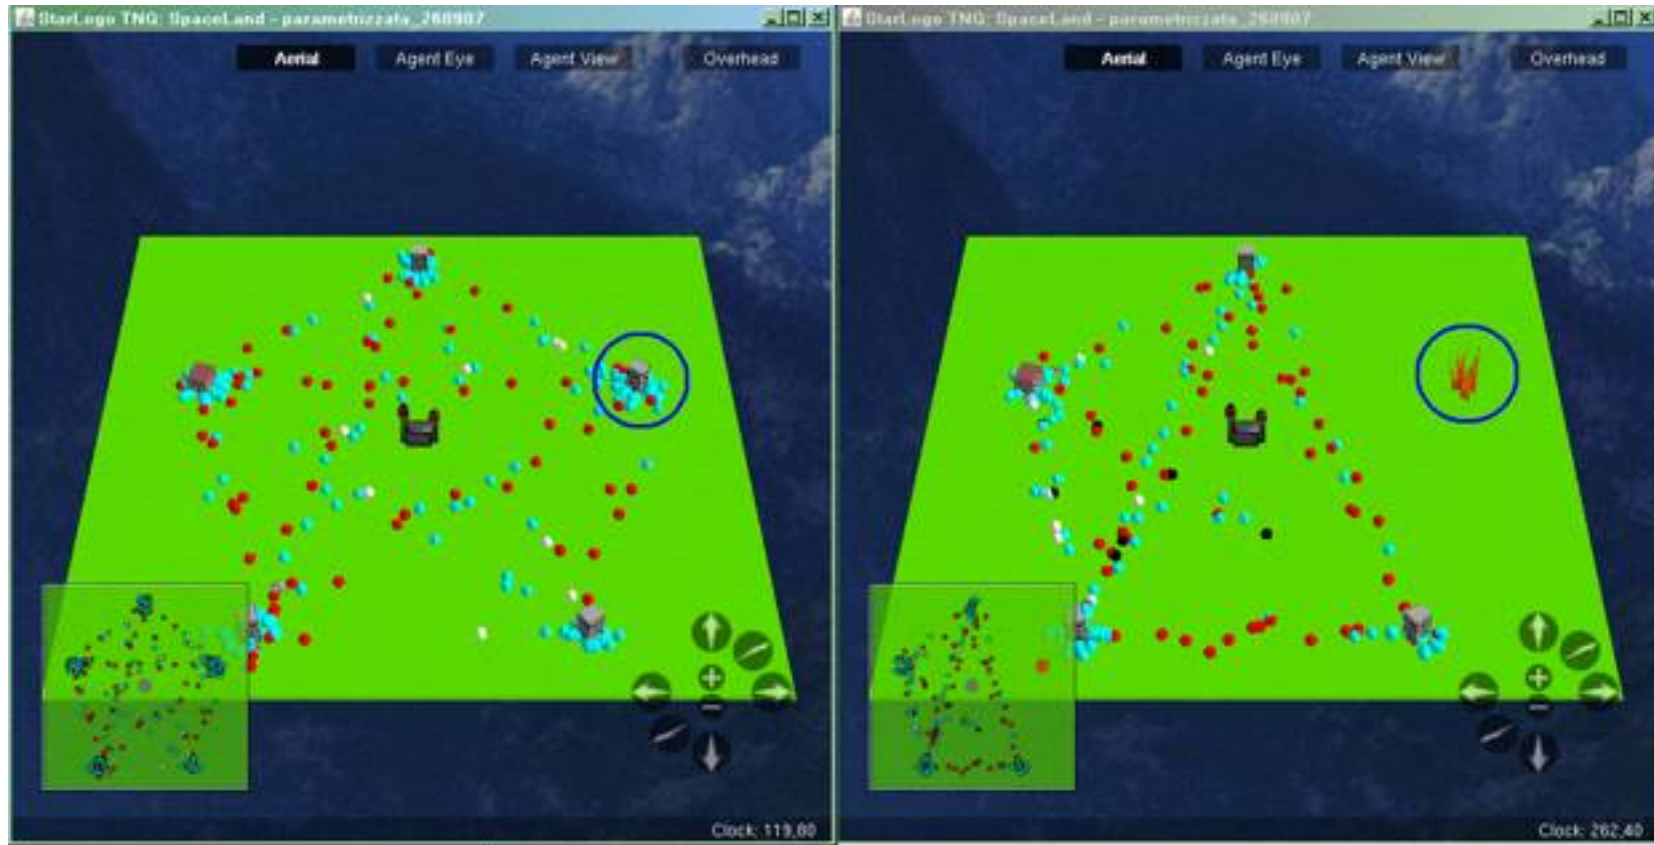 StarLogo TNG: SpaceLand - parametrizzata_260907
Aerial
Agent Eye
Agent View
Overhead
Clock: 119,80
StarLogo TNG: SpaceLand - parametrizzata_260907
Aerial
Agent Eye
Agent View
Overhead
Clock: 262,40